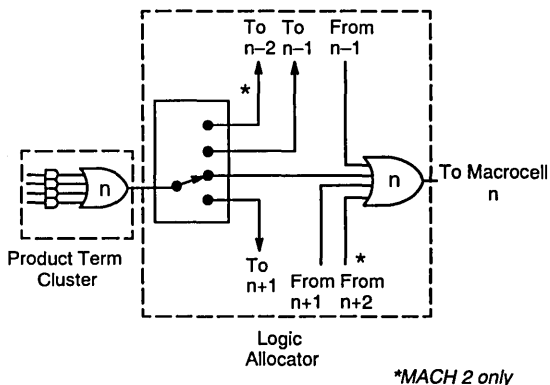 To To From
n–2 n–1 n–1
*
n
n
To Macrocell
n
Product Term
Cluster
To
n+1
*
From From
n+1 n+2
Logic
Allocator
*MACH 2 only